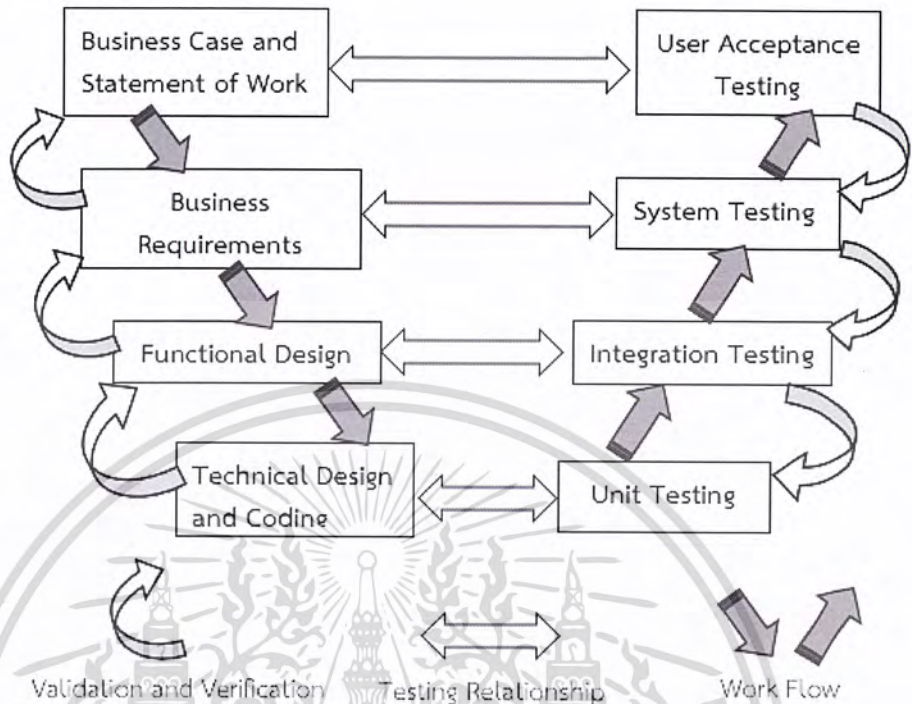 Business Case and
Statement of Work
User Acceptance
Testing
Business
Requirements
System Testing
Functional Design
Integration Testing
Technical Design
and Coding
Unit Testing
Validation and Verification
Testing Relationship
Work Flow